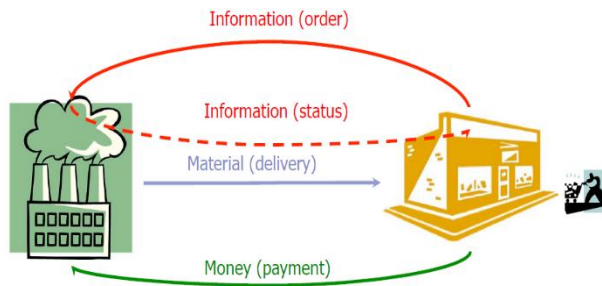 Information (order)
Information (status)
Material (delivery)
Money (payment)